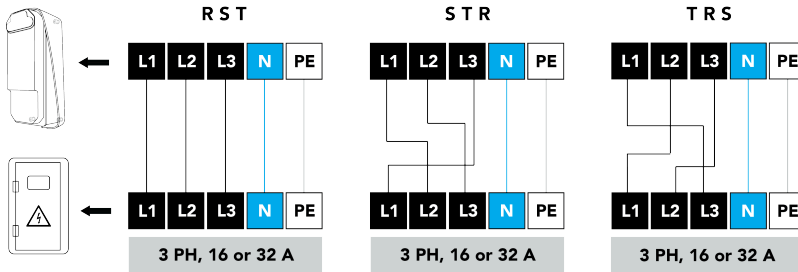 R S T S T R T R S
L1 L2 L3 N PE L1 L2 L3 N PE L1 L2 L3 N PE
L1 L2 L3 N PE L1 L2 L3 N PE L1 L2 L3 N PE
3 PH, 16 or 32 A 3 PH, 16 or 32 A 3 PH, 16 or 32 A